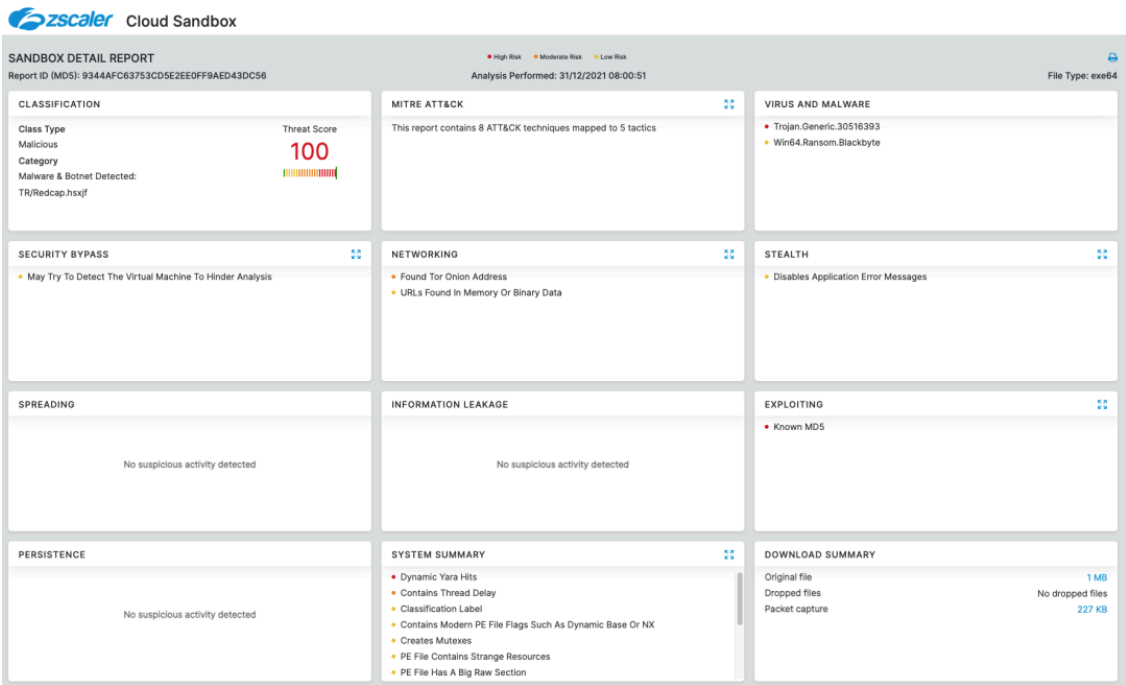 zscaler Cloud Sandbox
SANDBOX DETAIL REPORT
High Risk Moderate Risk Low Risk
Report ID (MD5): 9344AFC63753CD5E2EE0FF9AED43DC56
Analysis Performed: 31/12/2021 08:00:51
File Type: exe64
CLASSIFICATION
Class Type
Threat Score
Malicious
100
Category
Malware & Botnet Detected:
TR/Redcap.hsxjf
MITRE ATT&CK
This report contains 8 ATT&CK techniques mapped to 5 tactics
VIRUS AND MALWARE
Trojan.Generic.30516393
Win64.Ransom.Blackbyte
SECURITY BYPASS
May Try To Detect The Virtual Machine To Hinder Analysis
NETWORKING
Found Tor Onion Address
URLs Found In Memory Or Binary Data
STEALTH
Disables Application Error Messages
SPREADING
No suspicious activity detected
INFORMATION LEAKAGE
No suspicious activity detected
EXPLOITING
Known MD5
PERSISTENCE
No suspicious activity detected
SYSTEM SUMMARY
Dynamic Yara Hits
Contains Thread Delay
Classification Label
Contains Modern PE File Flags Such As Dynamic Base Or NX
Creates Mutexes
PE File Contains Strange Resources
PE File Has A Big Raw Section
DOWNLOAD SUMMARY
Original file 1 MB
Dropped files No dropped files
Packet capture 227 KB